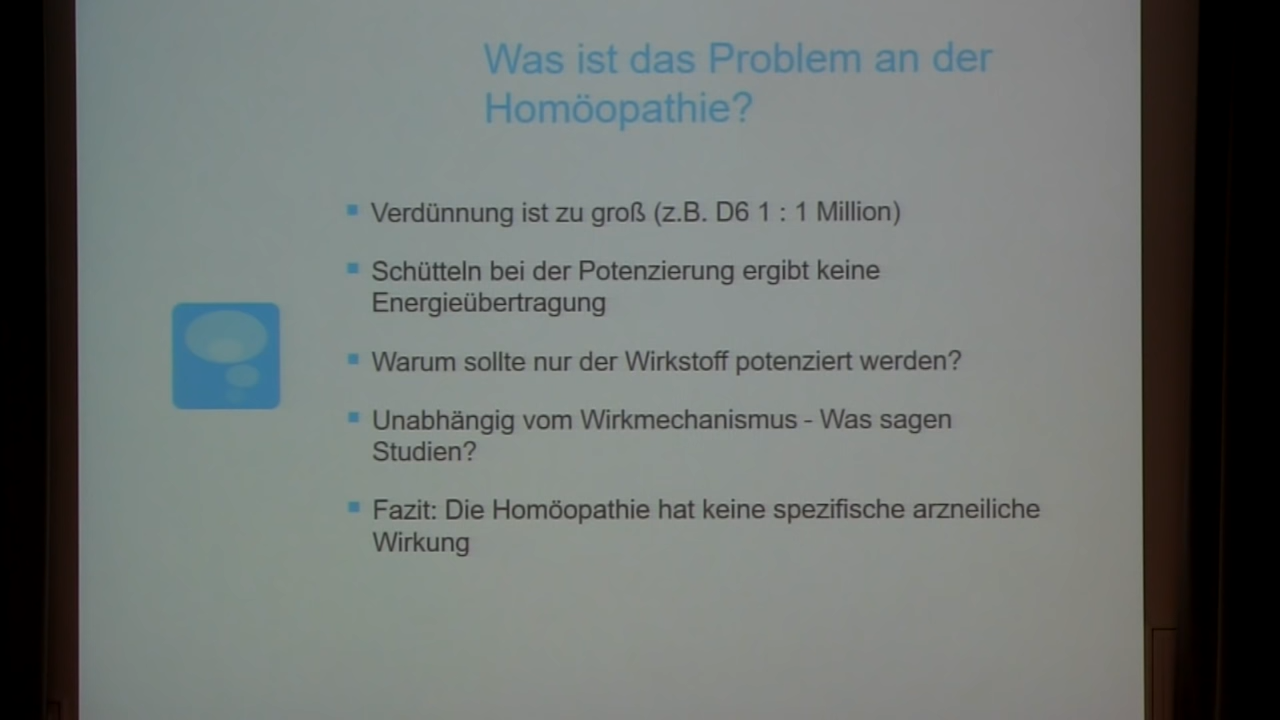 Was ist das Problem an der
Homöopathie?
Verdünnung ist zu groß (z.B. D6 1 : 1 Million)
Schütteln bei der Potenzierung ergibt keine
Energieübertragung
Warum sollte nur der Wirkstoff potenziert werden?
Unabhängig vom Wirkmechanismus - Was sagen
Studien?
Fazit: Die Homöopathie hat keine spezifische arzneiliche
Wirkung